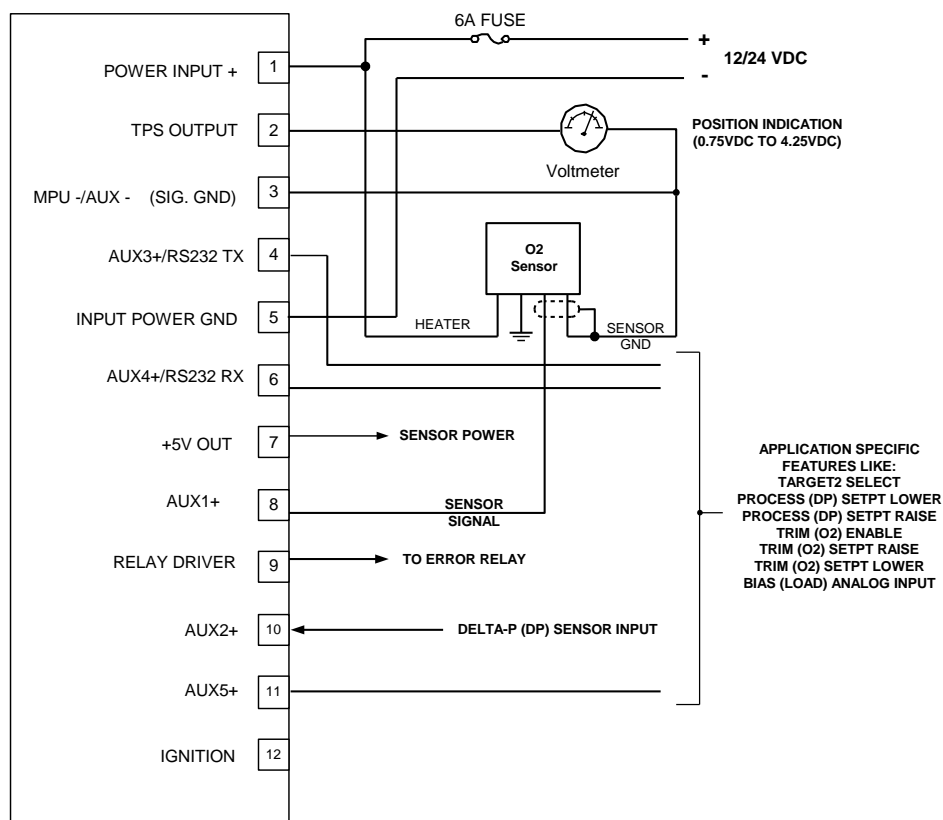 6A FUSE
+
12/24 VDC
-
POWER INPUT +
1
TPS OUTPUT
2
Voltmeter
POSITION INDICATION
(0.75VDC TO 4.25VDC)
MPU -/AUX - (SIG. GND)
3
O2
Sensor
AUX3+/RS232 TX
4
INPUT POWER GND
5
HEATER
SENSOR
GND
AUX4+/RS232 RX
6
+5V OUT
7
SENSOR POWER
AUX1+
8
SENSOR
SIGNAL
RELAY DRIVER
9
TO ERROR RELAY
AUX2+
10
DELTA-P (DP) SENSOR INPUT
AUX5+
11
IGNITION
12
APPLICATION SPECIFIC
FEATURES LIKE:
TARGET2 SELECT
PROCESS (DP) SETPT LOWER
PROCESS (DP) SETPT RAISE
TRIM (O2) ENABLE
TRIM (O2) SETPT RAISE
TRIM (O2) SETPT LOWER
BIAS (LOAD) ANALOG INPUT